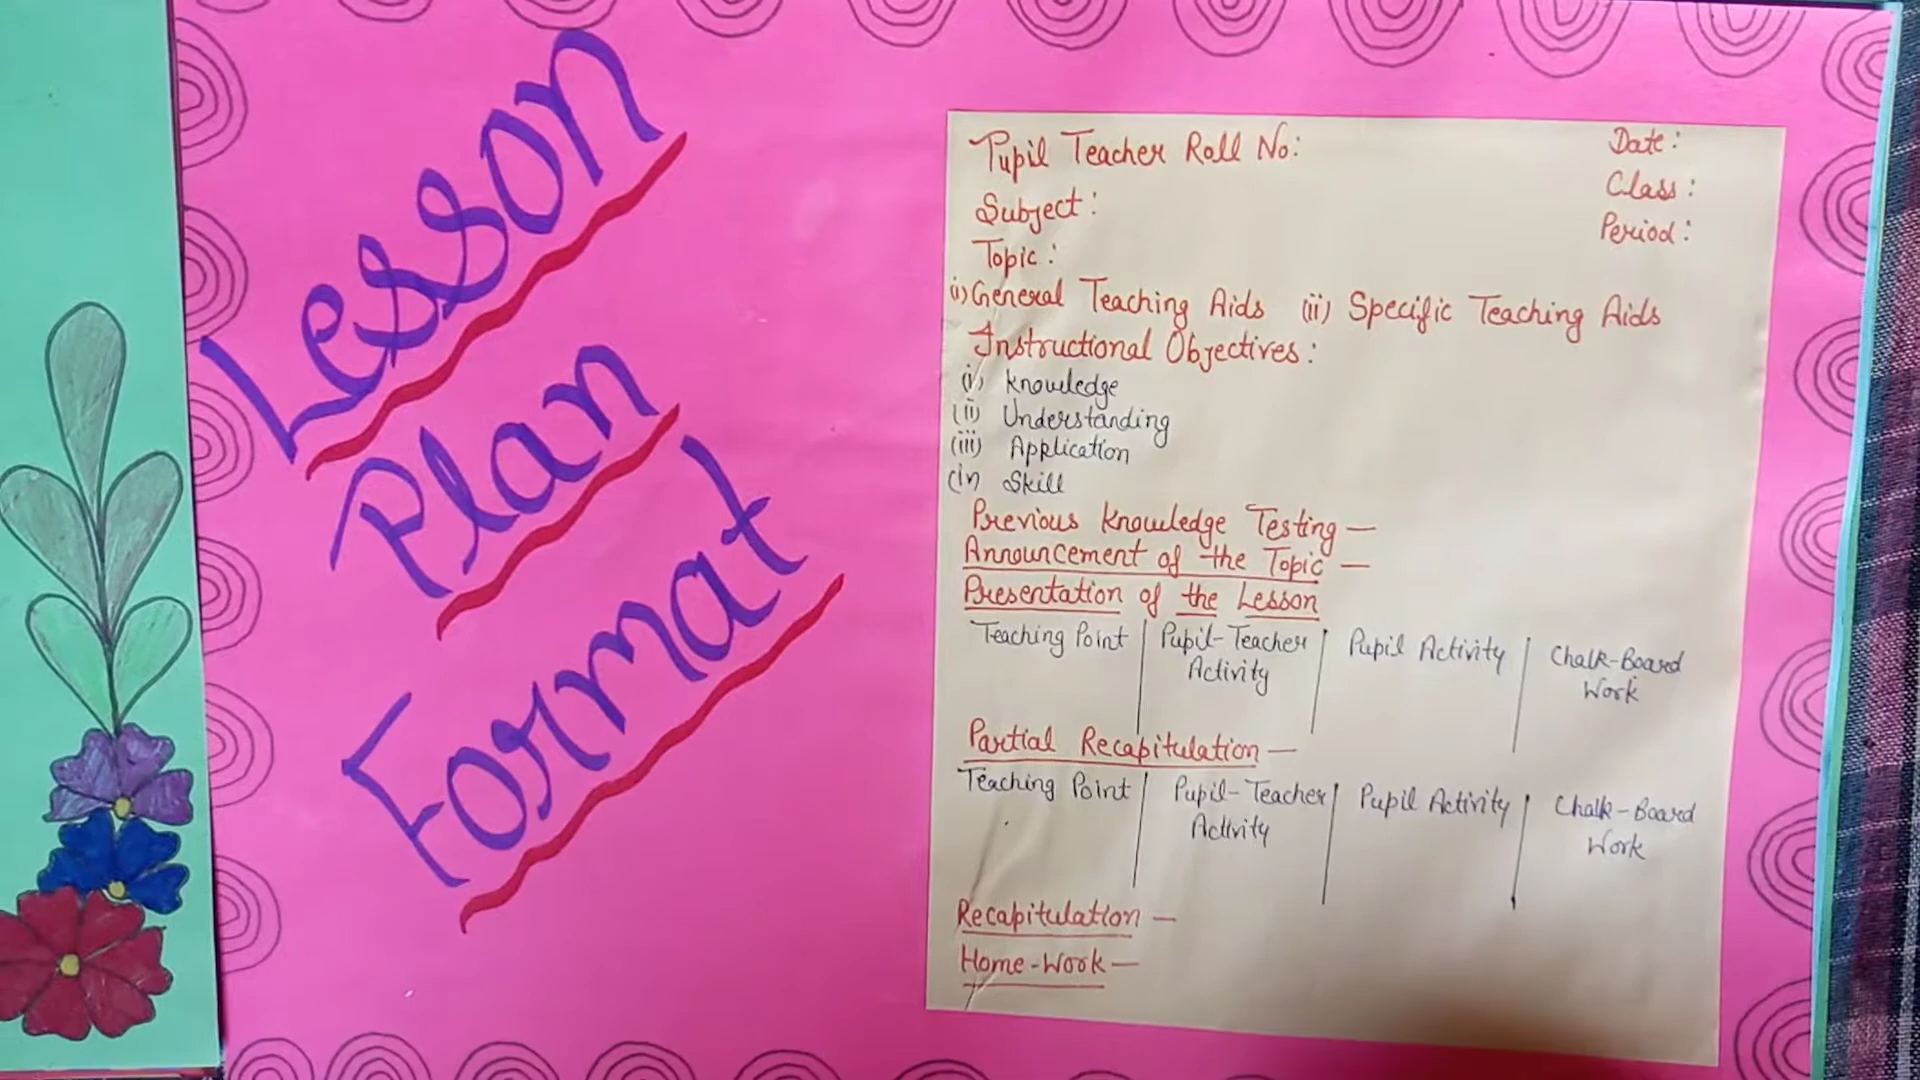 Lesson
Plan
Format
Pupil Teacher Roll No:
Date:
Subject:
Class:
Topic:
Period:
(i) General Teaching Aids (ii) Specific Teaching Aids
Instructional Objectives:
(i) Knowledge
(ii) Understanding
(iii) Application
(iv) Skill
Previous Knowledge Testing —
Announcement of the Topic —
Presentation of the Lesson
Teaching Point | Pupil-Teacher Activity | Pupil Activity | Chalk-Board Work
Partial Recapitulation —
Teaching Point | Pupil-Teacher Activity | Pupil Activity | Chalk-Board Work
Recapitulation —
Home-Work —